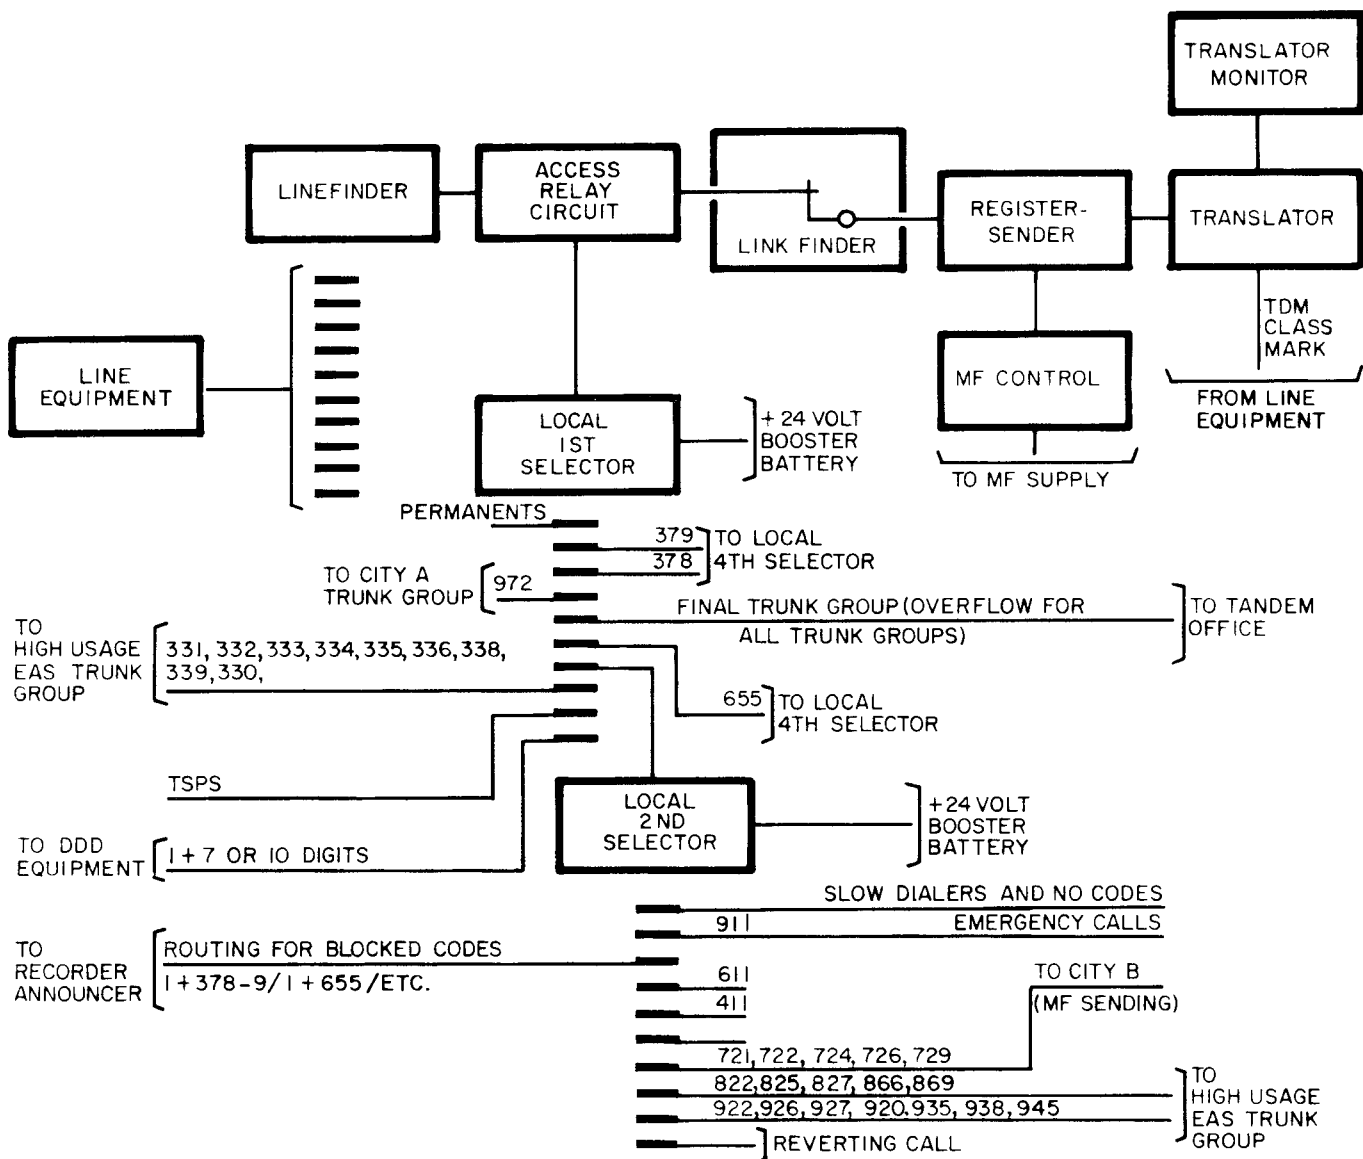 TRANSLATOR
MONITOR
LINEFINDER
ACCESS
RELAY
CIRCUIT
LINK FINDER
REGISTER-
SENDER
TRANSLATOR
TDM
CLASS
MARK
FROM LINE
EQUIPMENT
LINE
EQUIPMENT
MF CONTROL
TO MF SUPPLY
LOCAL
1ST
SELECTOR
+ 24 VOLT
BOOSTER
BATTERY
PERMANENTS
379
378
TO LOCAL
4TH SELECTOR
TO CITY A
TRUNK GROUP
972
FINAL TRUNK GROUP (OVERFLOW FOR
ALL TRUNK GROUPS)
TO TANDEM
OFFICE
TO
HIGH USAGE
EAS TRUNK
GROUP
331, 332, 333, 334, 335, 336, 338,
339, 330,
655
TO LOCAL
4TH SELECTOR
TSPS
LOCAL
2ND
SELECTOR
+24 VOLT
BOOSTER
BATTERY
TO DDD
EQUIPMENT
1 + 7 OR 10 DIGITS
SLOW DIALERS AND NO CODES
911
EMERGENCY CALLS
TO
RECORDER
ANNOUNCER
ROUTING FOR BLOCKED CODES
1+378-9/1+655/ETC.
611
411
TO CITY B
(MF SENDING)
721, 722, 724, 726, 729
822, 825, 827, 866, 869
922, 926, 927, 920. 935, 938, 945
TO
HIGH USAGE
EAS TRUNK
GROUP
REVERTING CALL